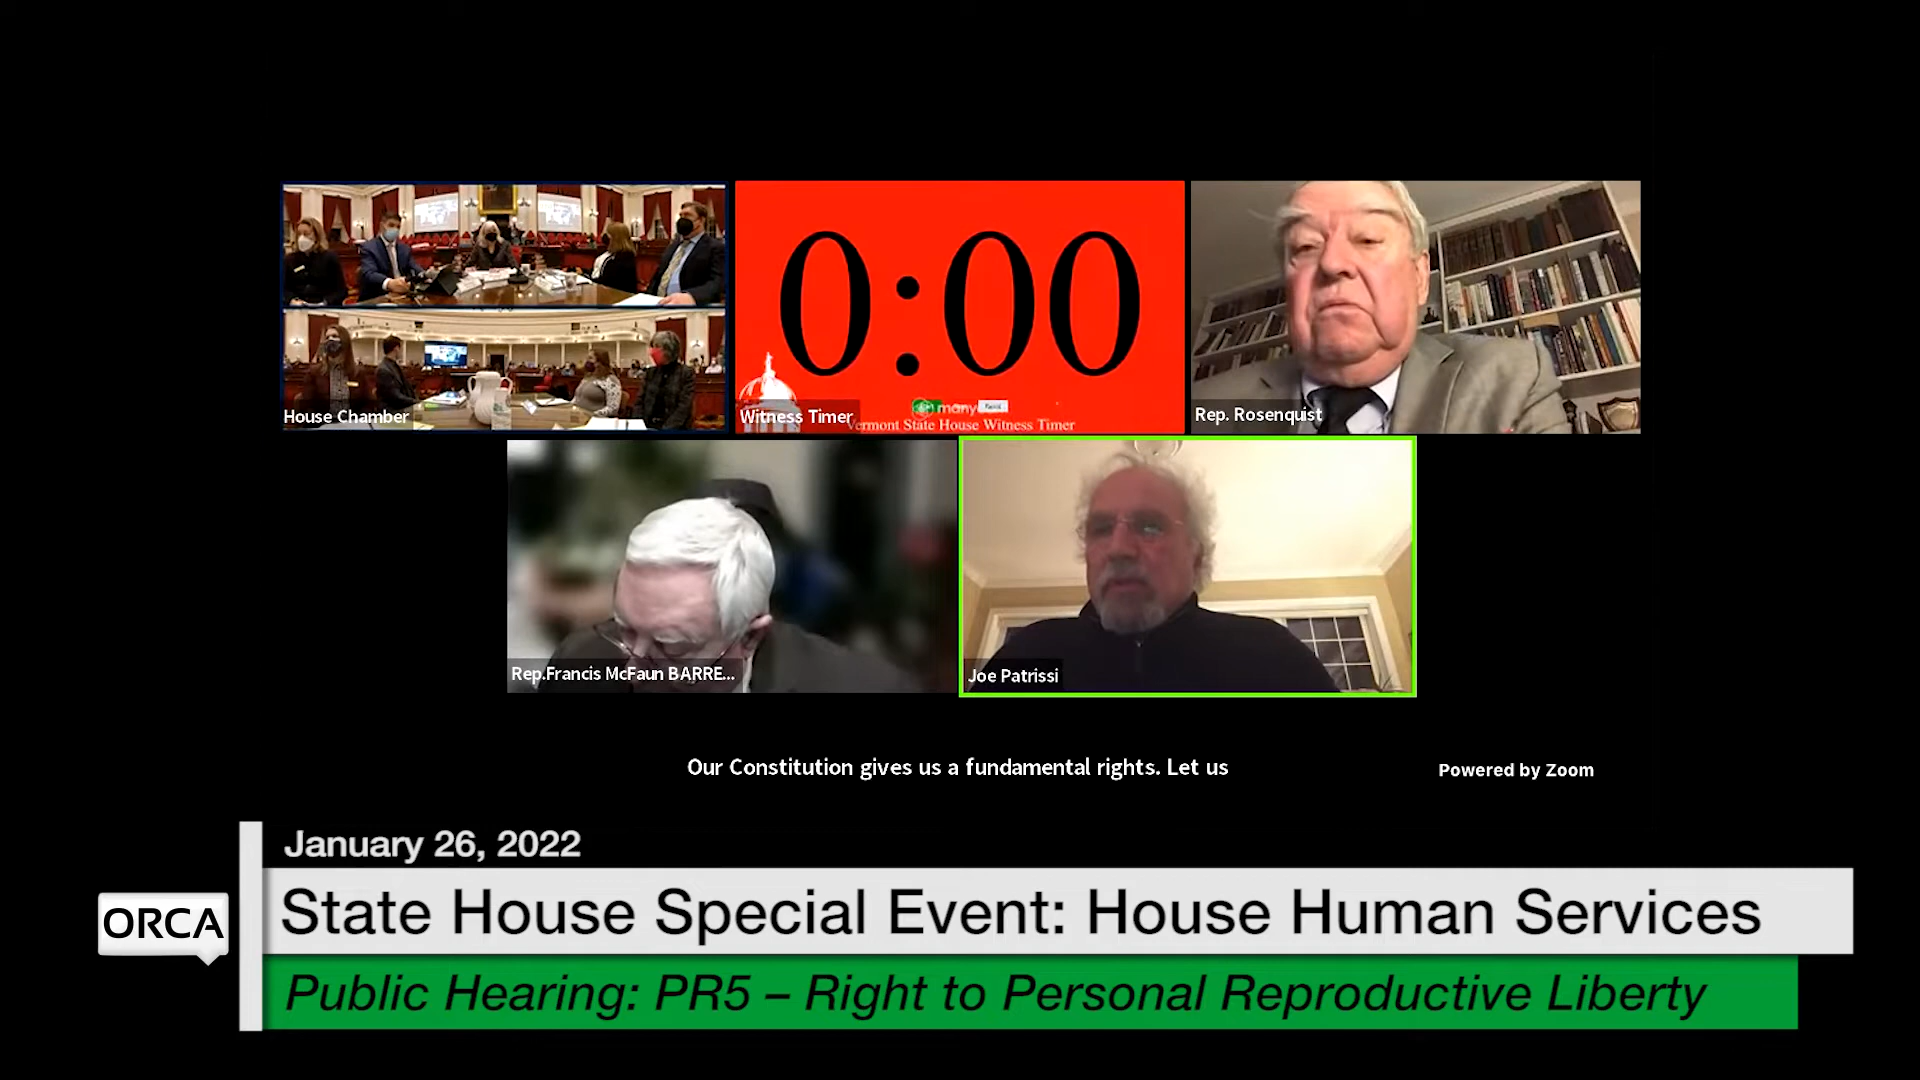 0:00
House Chamber
Witness Timer
Vermont State House Witness Timer
Rep. Rosenquist
Rep.Francis McFaun BARRE...
Joe Patrissi
Our Constitution gives us a fundamental rights. Let us
Powered by Zoom
January 26, 2022
ORCA
State House Special Event: House Human Services
Public Hearing: PR5 – Right to Personal Reproductive Liberty